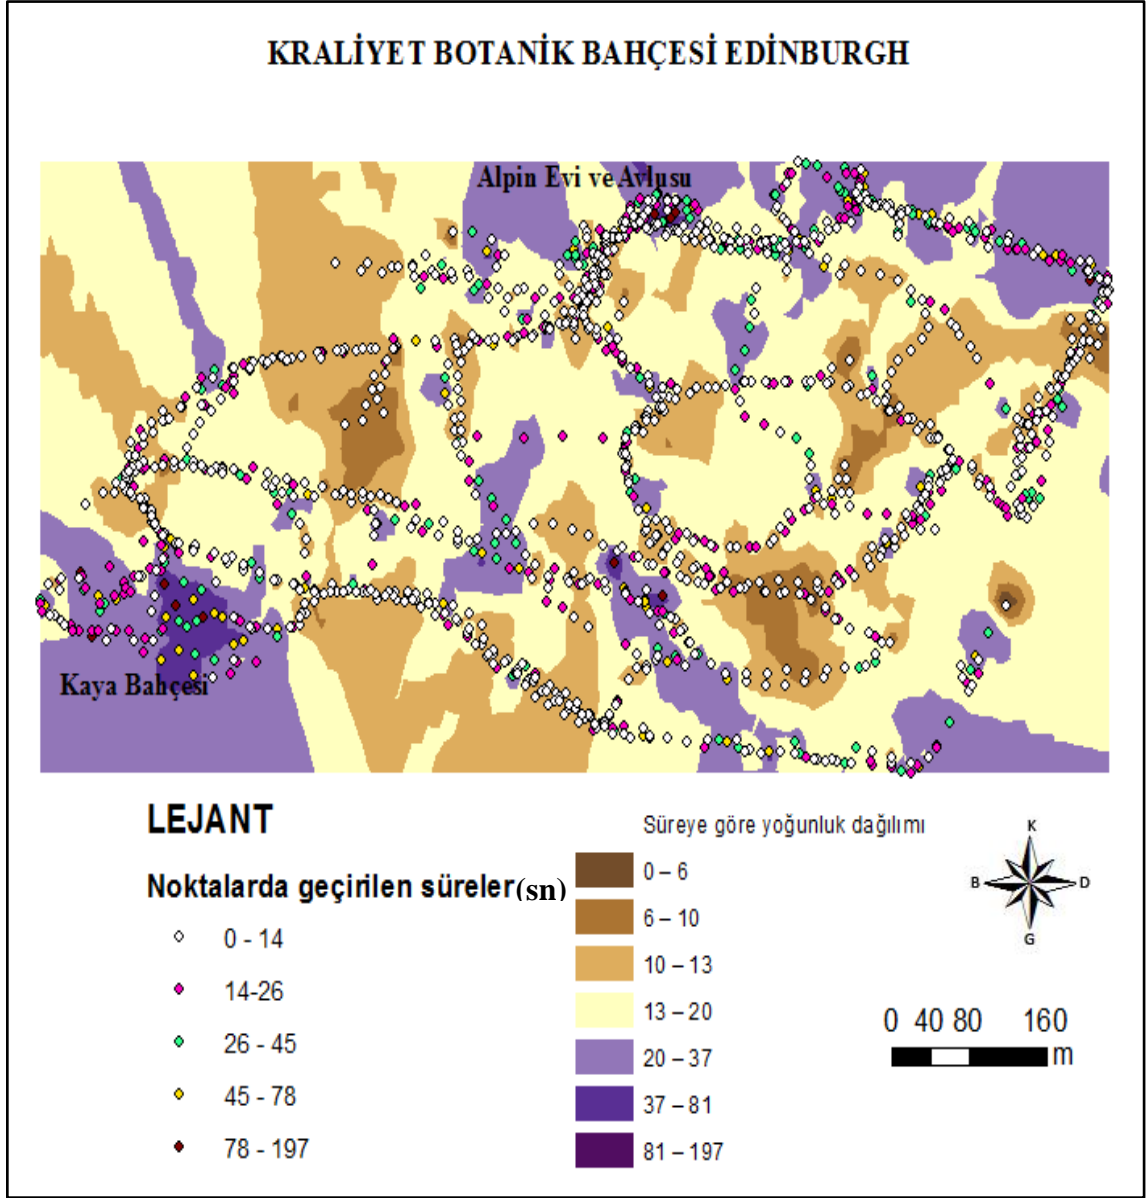 KRALİYET BOTANİK BAHÇESİ EDİNBURGH
Alpin Evi ve Avlusu
Kaya Bahçesi
LEJANT
Noktalarda geçirilen süreler(sn)
0 - 14
14-26
26 - 45
45 - 78
78 - 197
Süreye göre yoğunluk dağılımı
0 – 6
6 – 10
10 – 13
13 – 20
20 – 37
37 – 81
81 – 197
K
B D
G
0 40 80 160
m